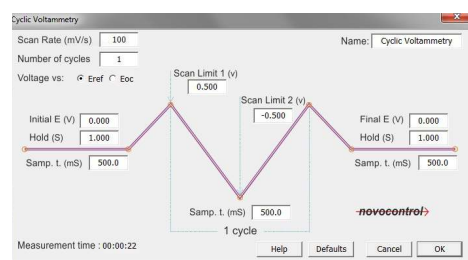 Cyclic Voltammetry
Scan Rate (mV/s) 100
Name: Cyclic Voltammetry
Number of cycles 1
Voltage vs: Eref Eoc
Scan Limit 1 (v)
0.500
Scan Limit 2 (v)
-0.500
Initial E (V) 0.000
Hold (S) 1.000
Samp. t. (mS) 500.0
Final E (V) 0.000
Hold (S) 1.000
Samp. t. (mS) 500.0
Samp. t. (mS) 500.0
novocontrol
1 cycle
Measurement time : 00:00:22
Help Defaults Cancel OK